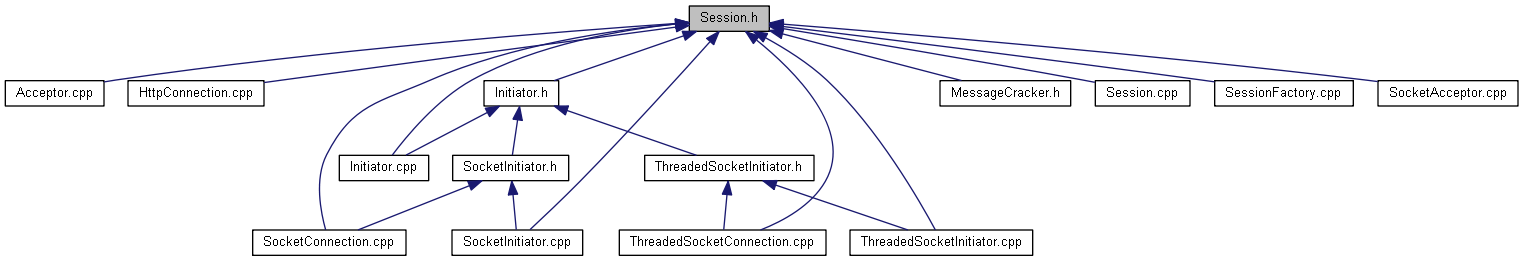 Session.h
Acceptor.cpp
HttpConnection.cpp
Initiator.h
MessageCracker.h
Session.cpp
SessionFactory.cpp
SocketAcceptor.cpp
Initiator.cpp
SocketInitiator.h
ThreadedSocketInitiator.h
SocketConnection.cpp
SocketInitiator.cpp
ThreadedSocketConnection.cpp
ThreadedSocketInitiator.cpp